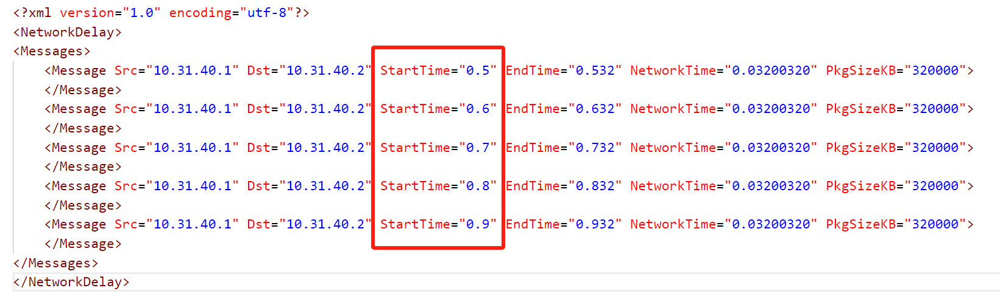 <?xml version="1.0" encoding="utf-8"?>
<NetworkDelay>
<Messages>
    <Message Src="10.31.40.1" Dst="10.31.40.2" StartTime="0.5" EndTime="0.532" NetworkTime="0.03200320" PkgSizeKB="320000">
    </Message>
    <Message Src="10.31.40.1" Dst="10.31.40.2" StartTime="0.6" EndTime="0.632" NetworkTime="0.03200320" PkgSizeKB="320000">
    </Message>
    <Message Src="10.31.40.1" Dst="10.31.40.2" StartTime="0.7" EndTime="0.732" NetworkTime="0.03200320" PkgSizeKB="320000">
    </Message>
    <Message Src="10.31.40.1" Dst="10.31.40.2" StartTime="0.8" EndTime="0.832" NetworkTime="0.03200320" PkgSizeKB="320000">
    </Message>
    <Message Src="10.31.40.1" Dst="10.31.40.2" StartTime="0.9" EndTime="0.932" NetworkTime="0.03200320" PkgSizeKB="320000">
    </Message>
</Messages>
</NetworkDelay>